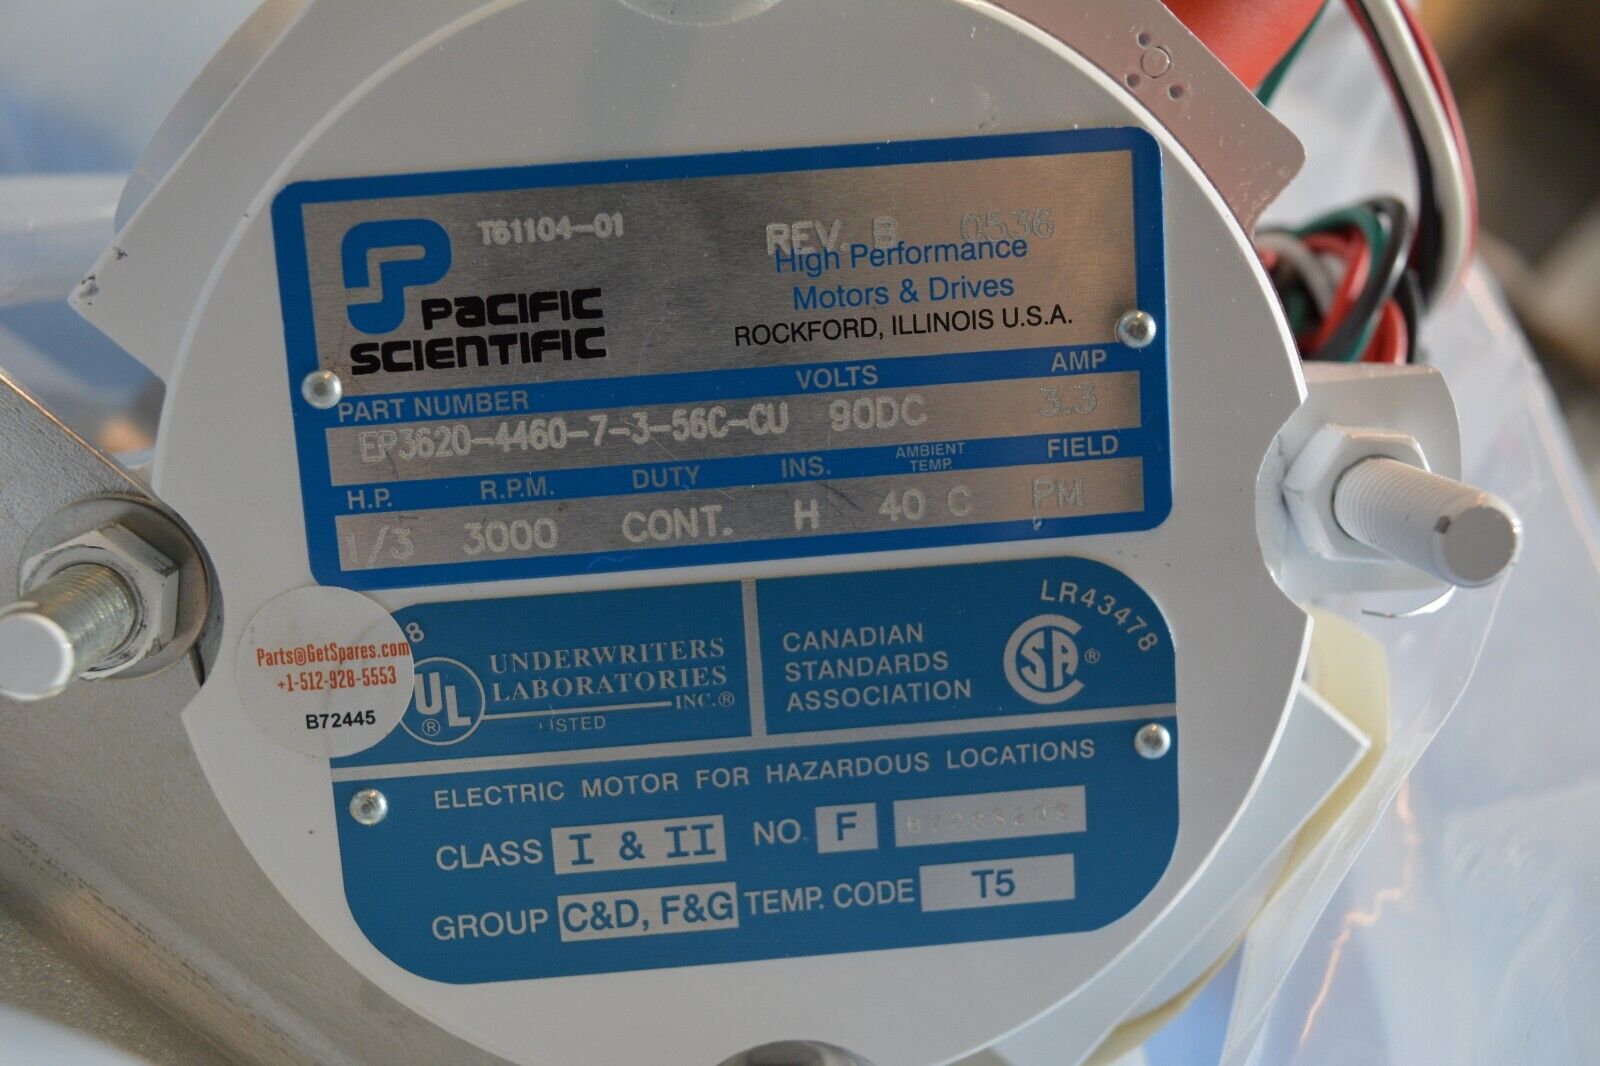 T61104-01
REV. B 0536
PACIFIC
SCIENTIFIC
High Performance
Motors & Drives
ROCKFORD, ILLINOIS U.S.A.
PART NUMBER VOLTS AMP
EP3620-4460-7-3-56C-CU 90DC 3.3
H.P. R.P.M. DUTY INS. AMBIENT TEMP. FIELD
1/3 3000 CONT. H 40 C PM
Parts@GetSpares.com
+1-512-928-5553
B72445
8
UL
®
UNDERWRITERS
LABORATORIES
INC.®
LISTED
CANADIAN
STANDARDS
ASSOCIATION
LR43478
SA ®
ELECTRIC MOTOR FOR HAZARDOUS LOCATIONS
CLASS I & II NO. F
GROUP C&D, F&G TEMP. CODE T5